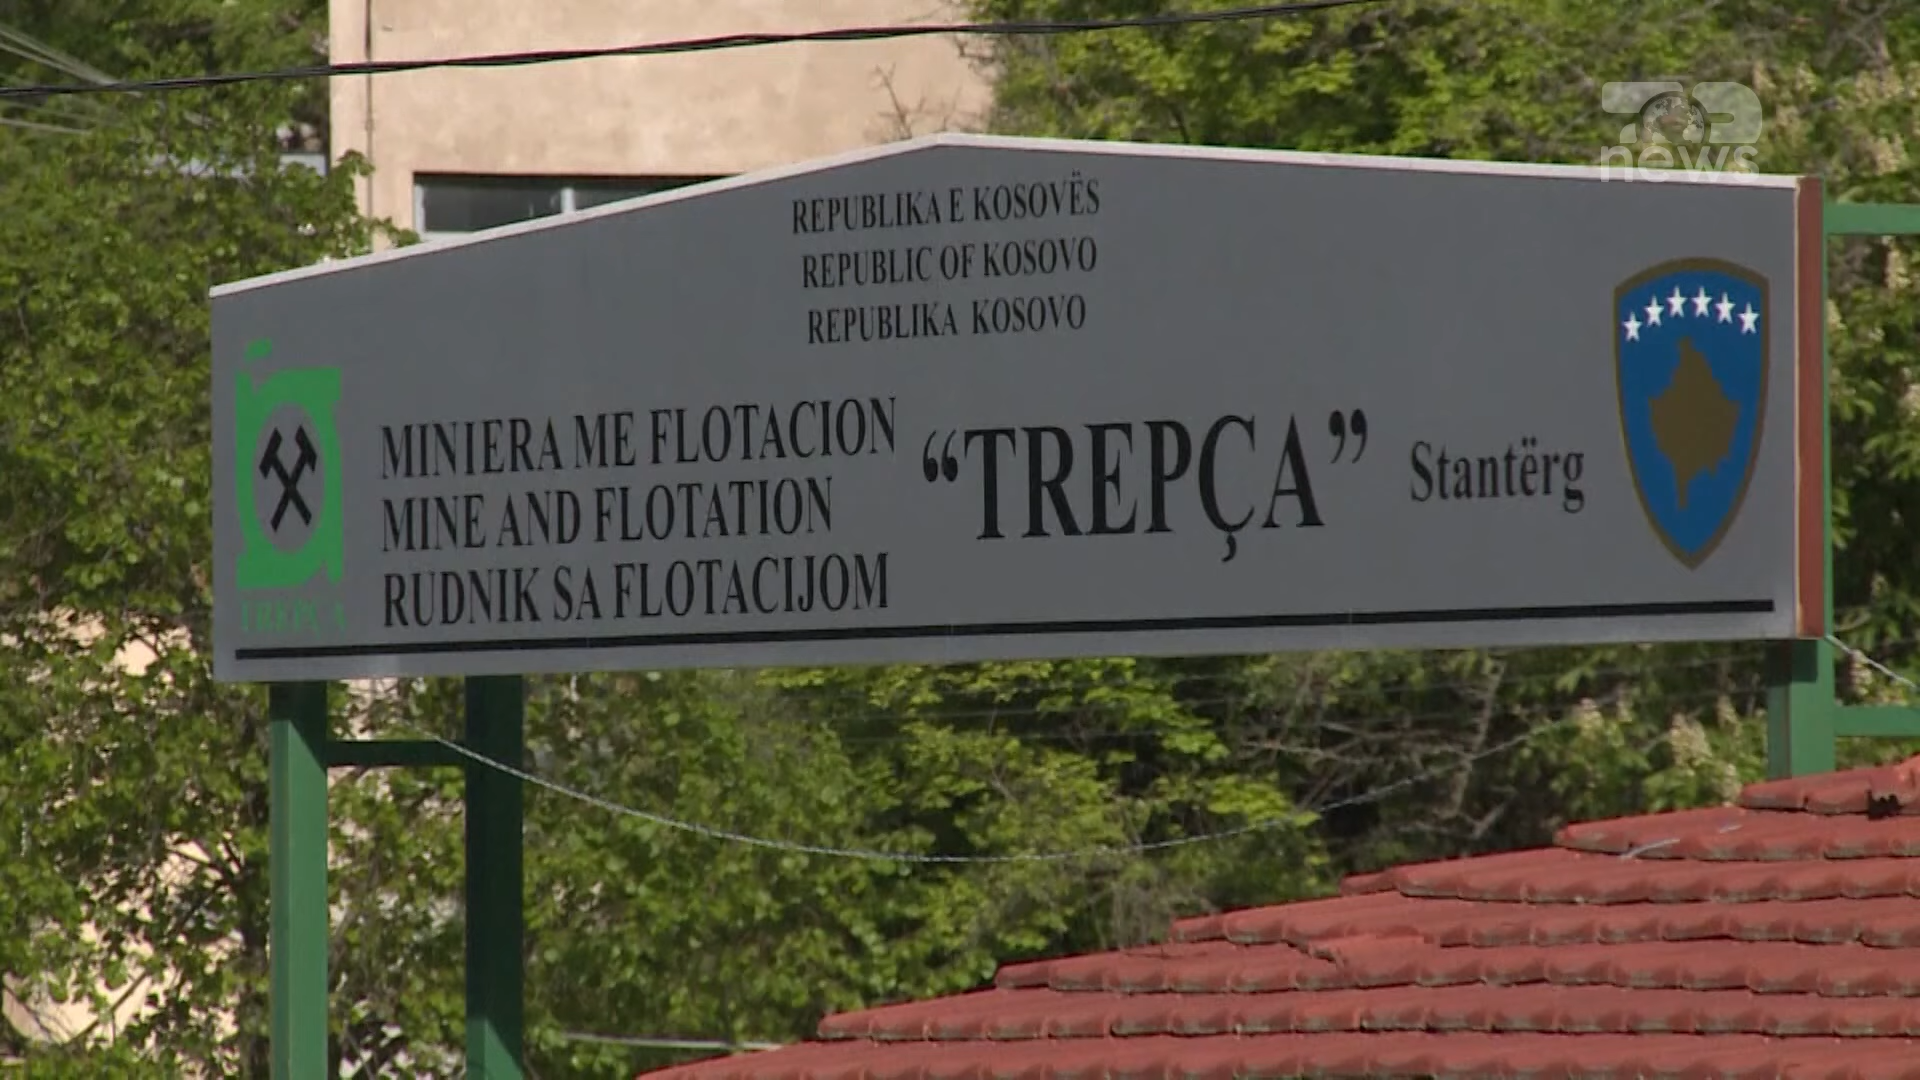 news
REPUBLIKA E KOSOVËS
REPUBLIC OF KOSOVO
REPUBLIKA KOSOVO
MINIERA ME FLOTACION
MINE AND FLOTATION
RUDNIK SA FLOTACIJOM
“TREPÇA” Stantërg
TREPÇA